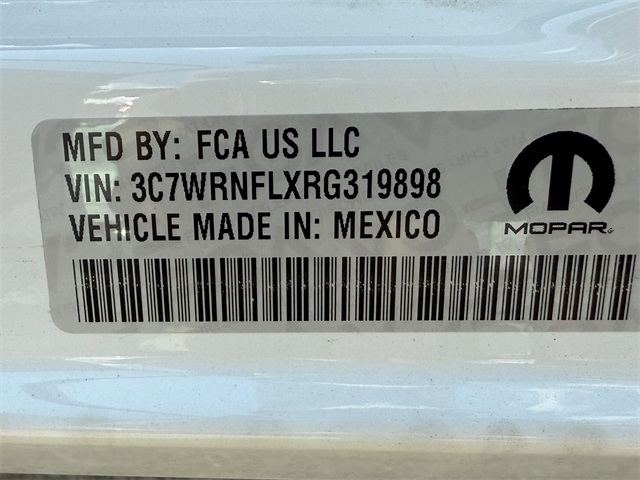 MFD BY: FCA US LLC
VIN: 3C7WRNFLXRG319898
VEHICLE MADE IN: MEXICO
MOPAR